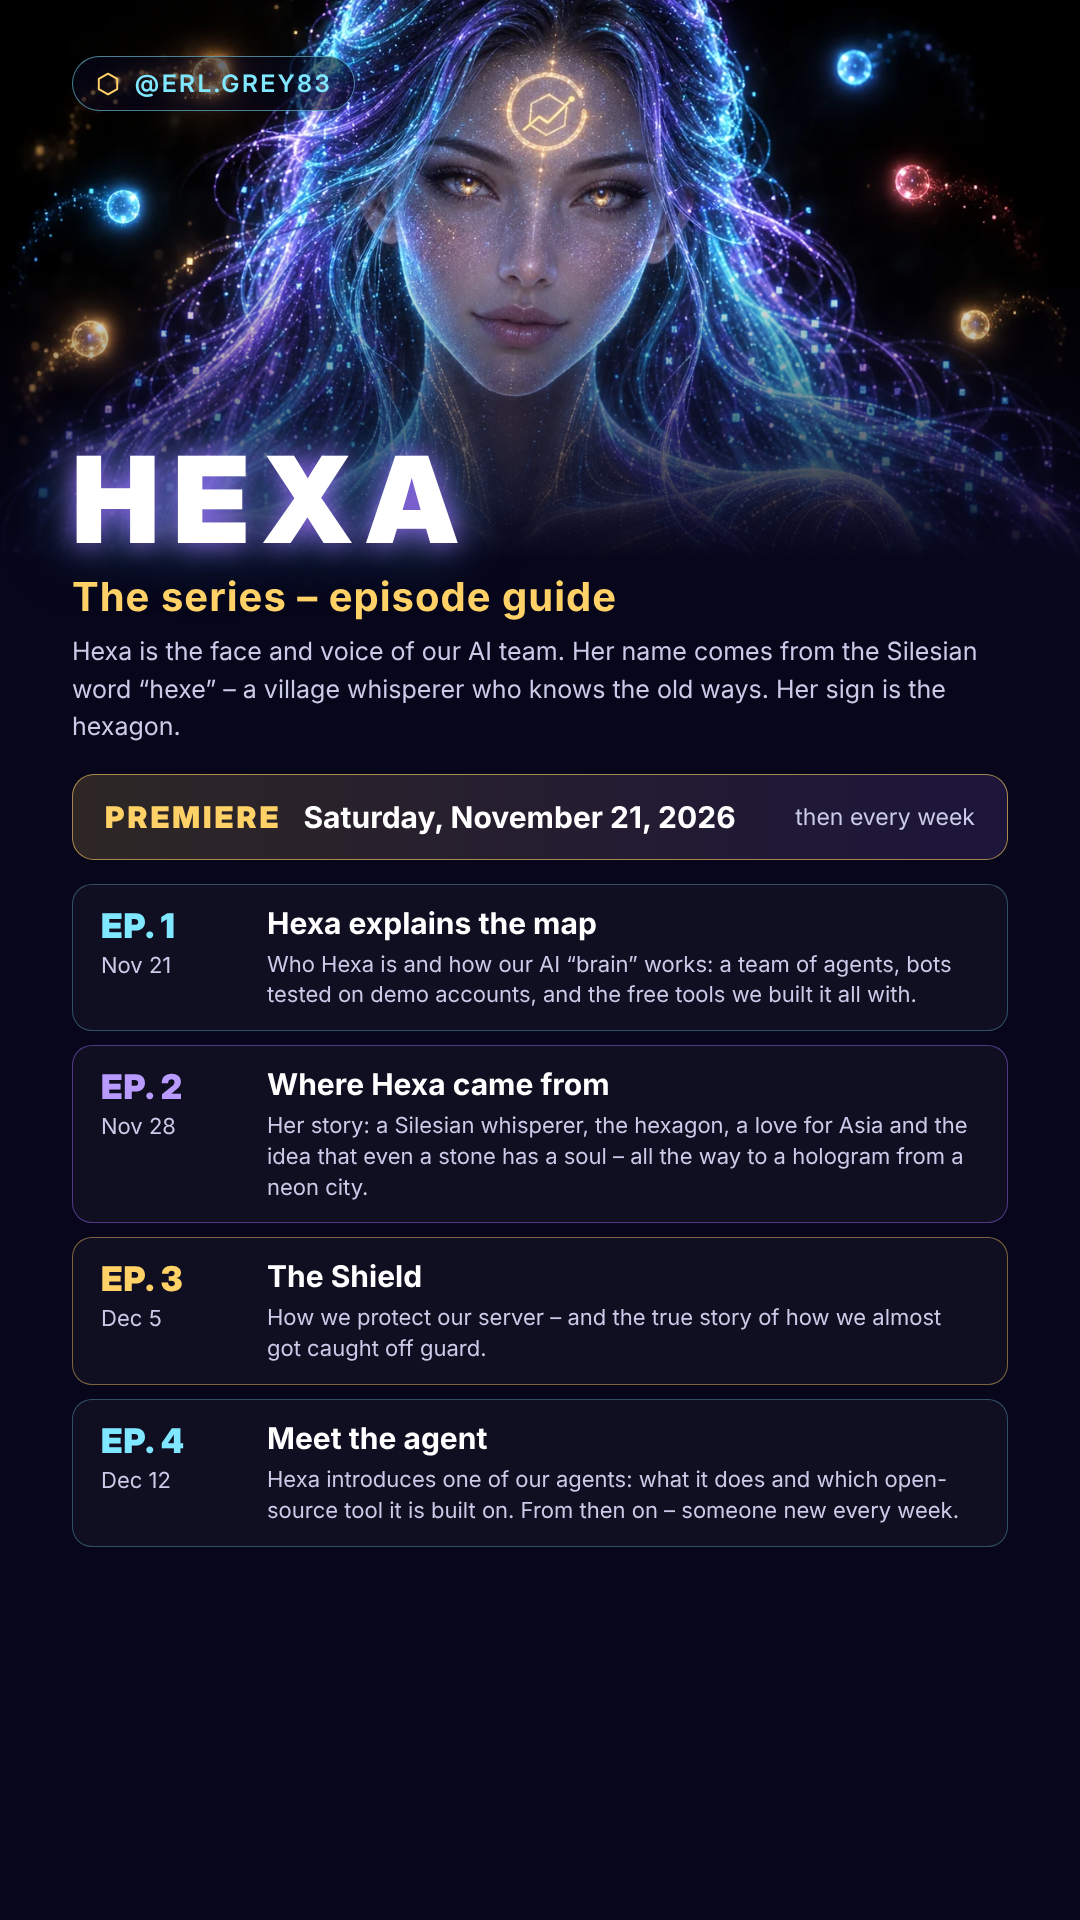 @ERL.GREY83
HEXA
The series – episode guide
Hexa is the face and voice of our AI team. Her name comes from the Silesian
word “hexe” – a village whisperer who knows the old ways. Her sign is the
hexagon.
PREMIERE Saturday, November 21, 2026 then every week
EP. 1
Nov 21
Hexa explains the map
Who Hexa is and how our AI “brain” works: a team of agents, bots
tested on demo accounts, and the free tools we built it all with.
EP. 2
Nov 28
Where Hexa came from
Her story: a Silesian whisperer, the hexagon, a love for Asia and the
idea that even a stone has a soul – all the way to a hologram from a
neon city.
EP. 3
Dec 5
The Shield
How we protect our server – and the true story of how we almost
got caught off guard.
EP. 4
Dec 12
Meet the agent
Hexa introduces one of our agents: what it does and which open-
source tool it is built on. From then on – someone new every week.